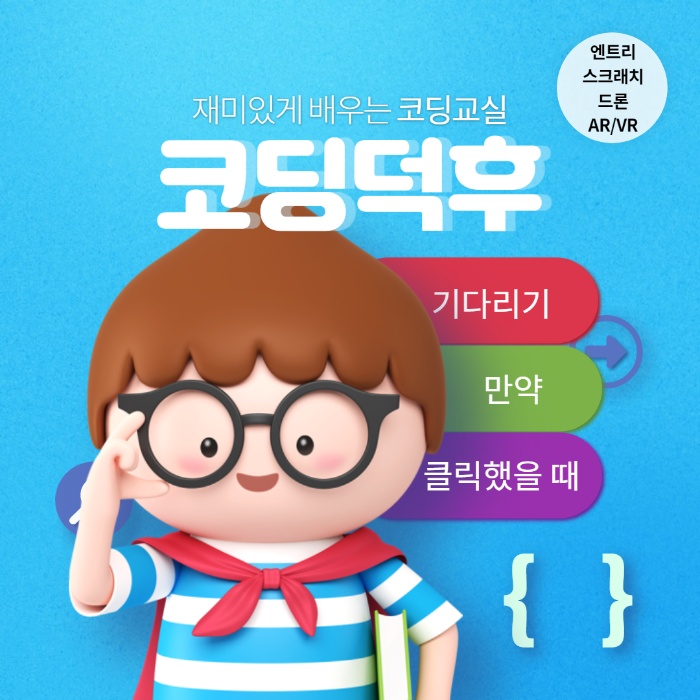 엔트리
스크래치
드론
AR/VR
재미있게 배우는 코딩교실
코딩덕후
기다리기
만약
클릭했을 때
{ }